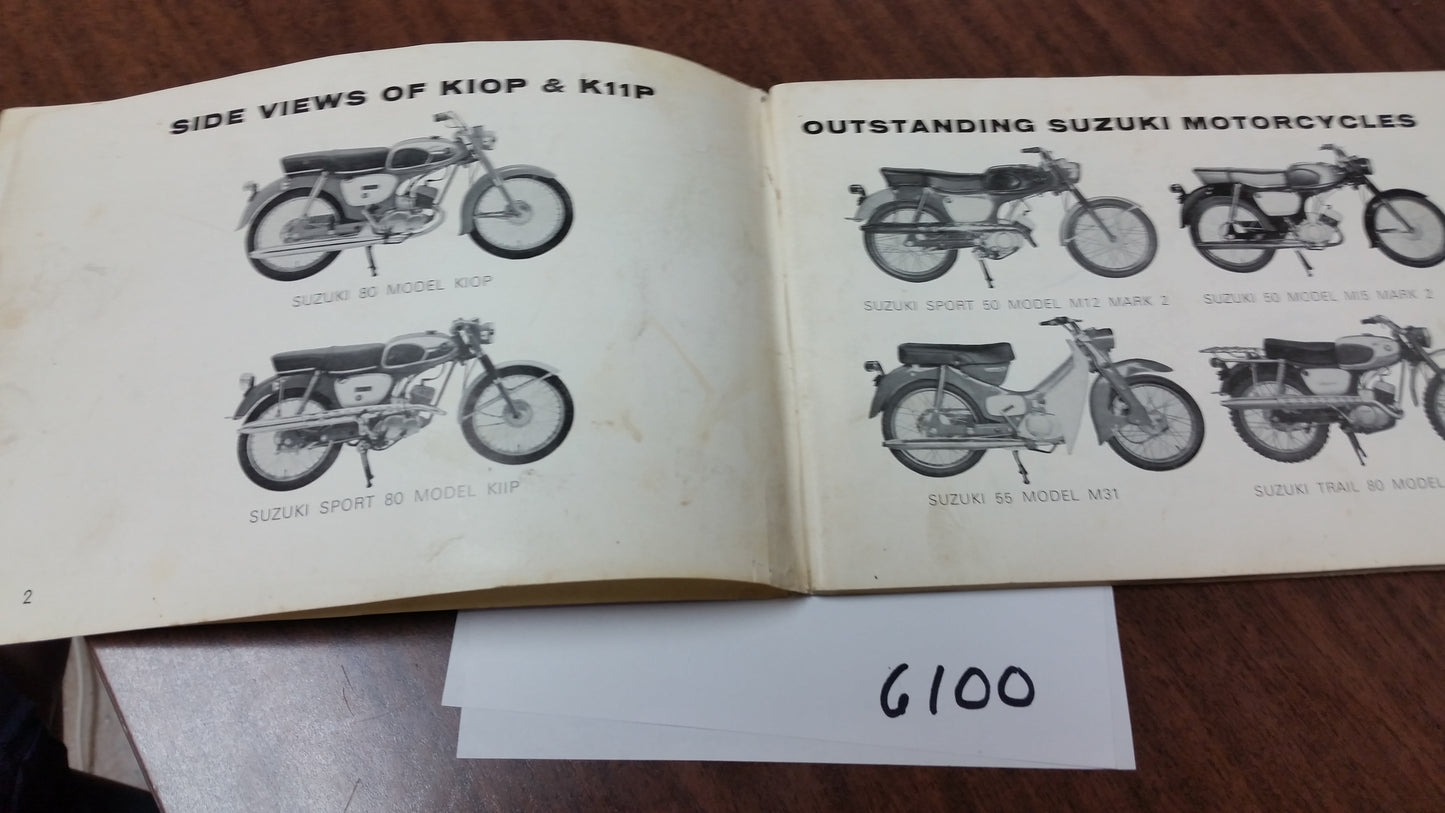 SIDE VIEWS OF K10P & K11P
SUZUKI 80 MODEL K10P
SUZUKI SPORT 80 MODEL K11P
2
OUTSTANDING SUZUKI MOTORCYCLES
SUZUKI SPORT 50 MODEL M12 MARK 2
SUZUKI 50 MODEL M15 MARK 2
SUZUKI 55 MODEL M31
SUZUKI TRAIL 80 MODEL
6100